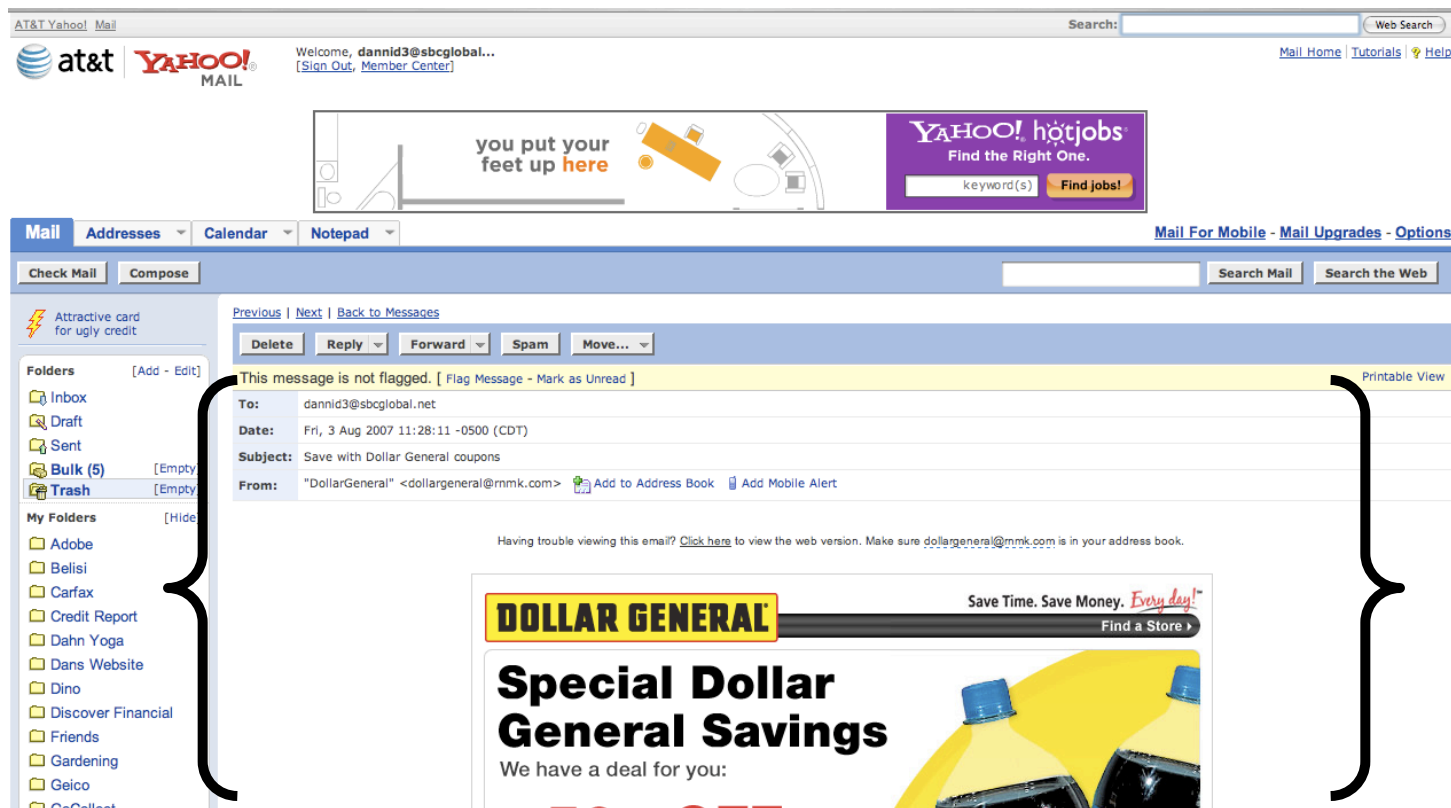 AT&T Yahoo! Mail Search: Web Search
at&t YAHOO! MAIL
Welcome, dannid3@sbcglobal...
[Sign Out, Member Center]
Mail Home | Tutorials | Help
you put your
feet up here
YAHOO! hotjobs
Find the Right One.
keyword(s) Find jobs!
Mail Addresses Calendar Notepad Mail For Mobile - Mail Upgrades - Options
Check Mail Compose Search Mail Search the Web
Attractive card
for ugly credit
Folders [Add - Edit]
Inbox
Draft
Sent
Bulk (5) [Empty]
Trash [Empty]
My Folders [Hide]
Adobe
Belisi
Carfax
Credit Report
Dahn Yoga
Dans Website
Dino
Discover Financial
Friends
Gardening
Geico
Previous | Next | Back to Messages
Delete Reply Forward Spam Move...
This message is not flagged. [ Flag Message - Mark as Unread ] Printable View
To: dannid3@sbcglobal.net
Date: Fri, 3 Aug 2007 11:28:11 -0500 (CDT)
Subject: Save with Dollar General coupons
From: "DollarGeneral" <dollargeneral@rnmk.com> Add to Address Book Add Mobile Alert
Having trouble viewing this email? Click here to view the web version. Make sure dollargeneral@rnmk.com is in your address book.
DOLLAR GENERAL
Save Time. Save Money. Every day!
Find a Store
Special Dollar
General Savings
We have a deal for you: